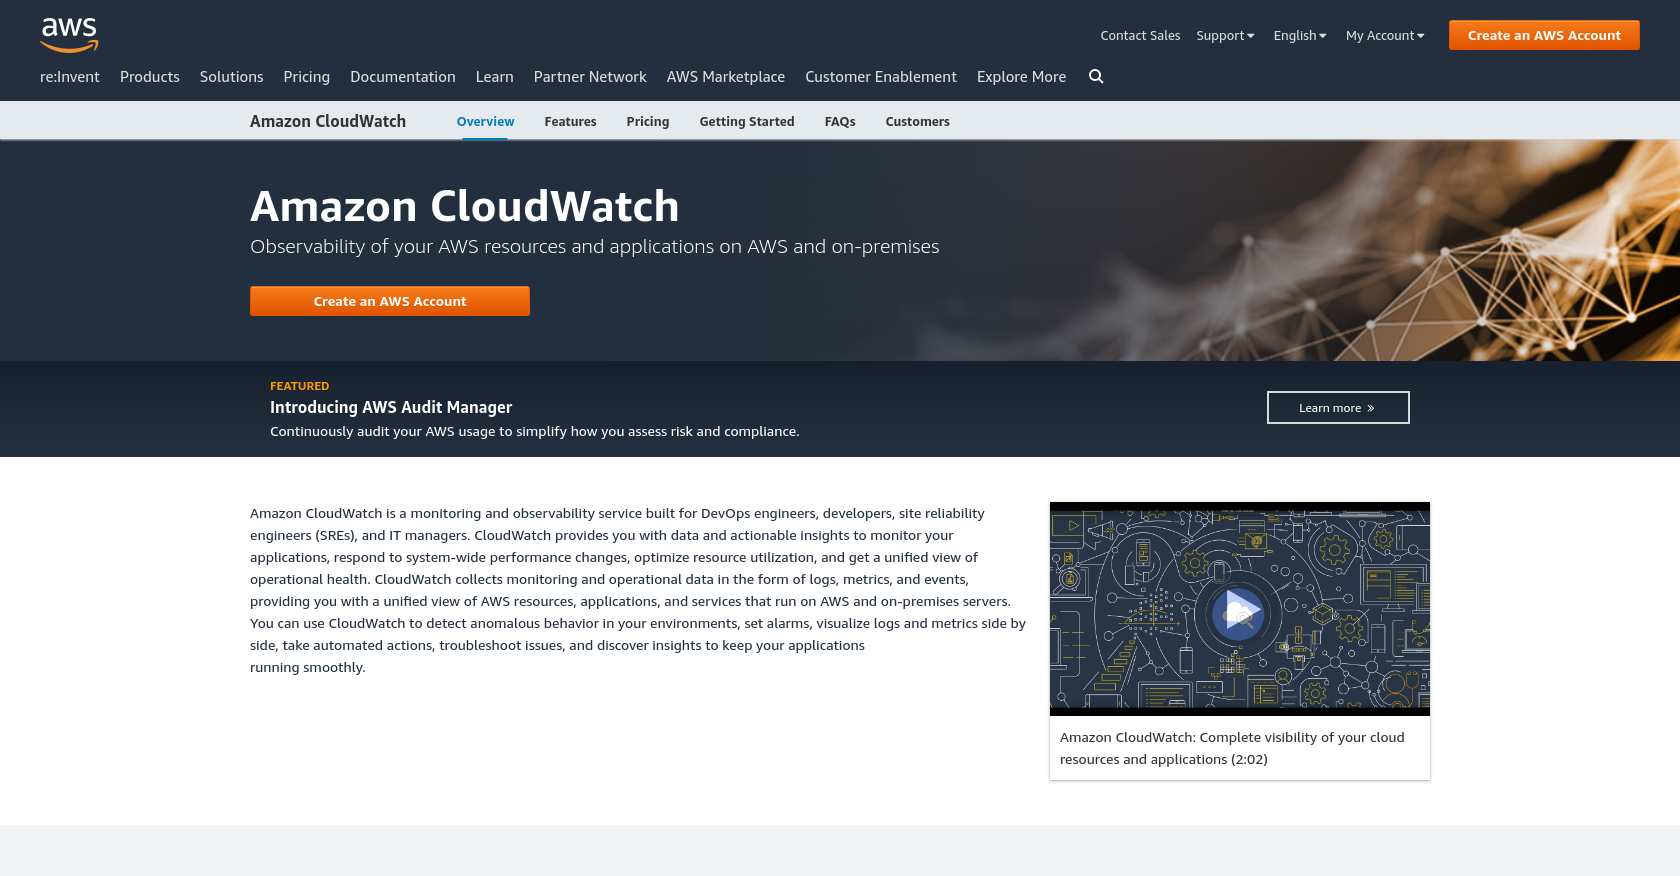 aws
Contact Sales Support English My Account Create an AWS Account
re:Invent Products Solutions Pricing Documentation Learn Partner Network AWS Marketplace Customer Enablement Explore More
Amazon CloudWatch Overview Features Pricing Getting Started FAQs Customers
Amazon CloudWatch
Observability of your AWS resources and applications on AWS and on-premises
Create an AWS Account
FEATURED
Introducing AWS Audit Manager
Continuously audit your AWS usage to simplify how you assess risk and compliance.
Learn more »
Amazon CloudWatch is a monitoring and observability service built for DevOps engineers, developers, site reliability
engineers (SREs), and IT managers. CloudWatch provides you with data and actionable insights to monitor your
applications, respond to system-wide performance changes, optimize resource utilization, and get a unified view of
operational health. CloudWatch collects monitoring and operational data in the form of logs, metrics, and events,
providing you with a unified view of AWS resources, applications, and services that run on AWS and on-premises servers.
You can use CloudWatch to detect anomalous behavior in your environments, set alarms, visualize logs and metrics side by
side, take automated actions, troubleshoot issues, and discover insights to keep your applications
running smoothly.
Amazon CloudWatch: Complete visibility of your cloud
resources and applications (2:02)